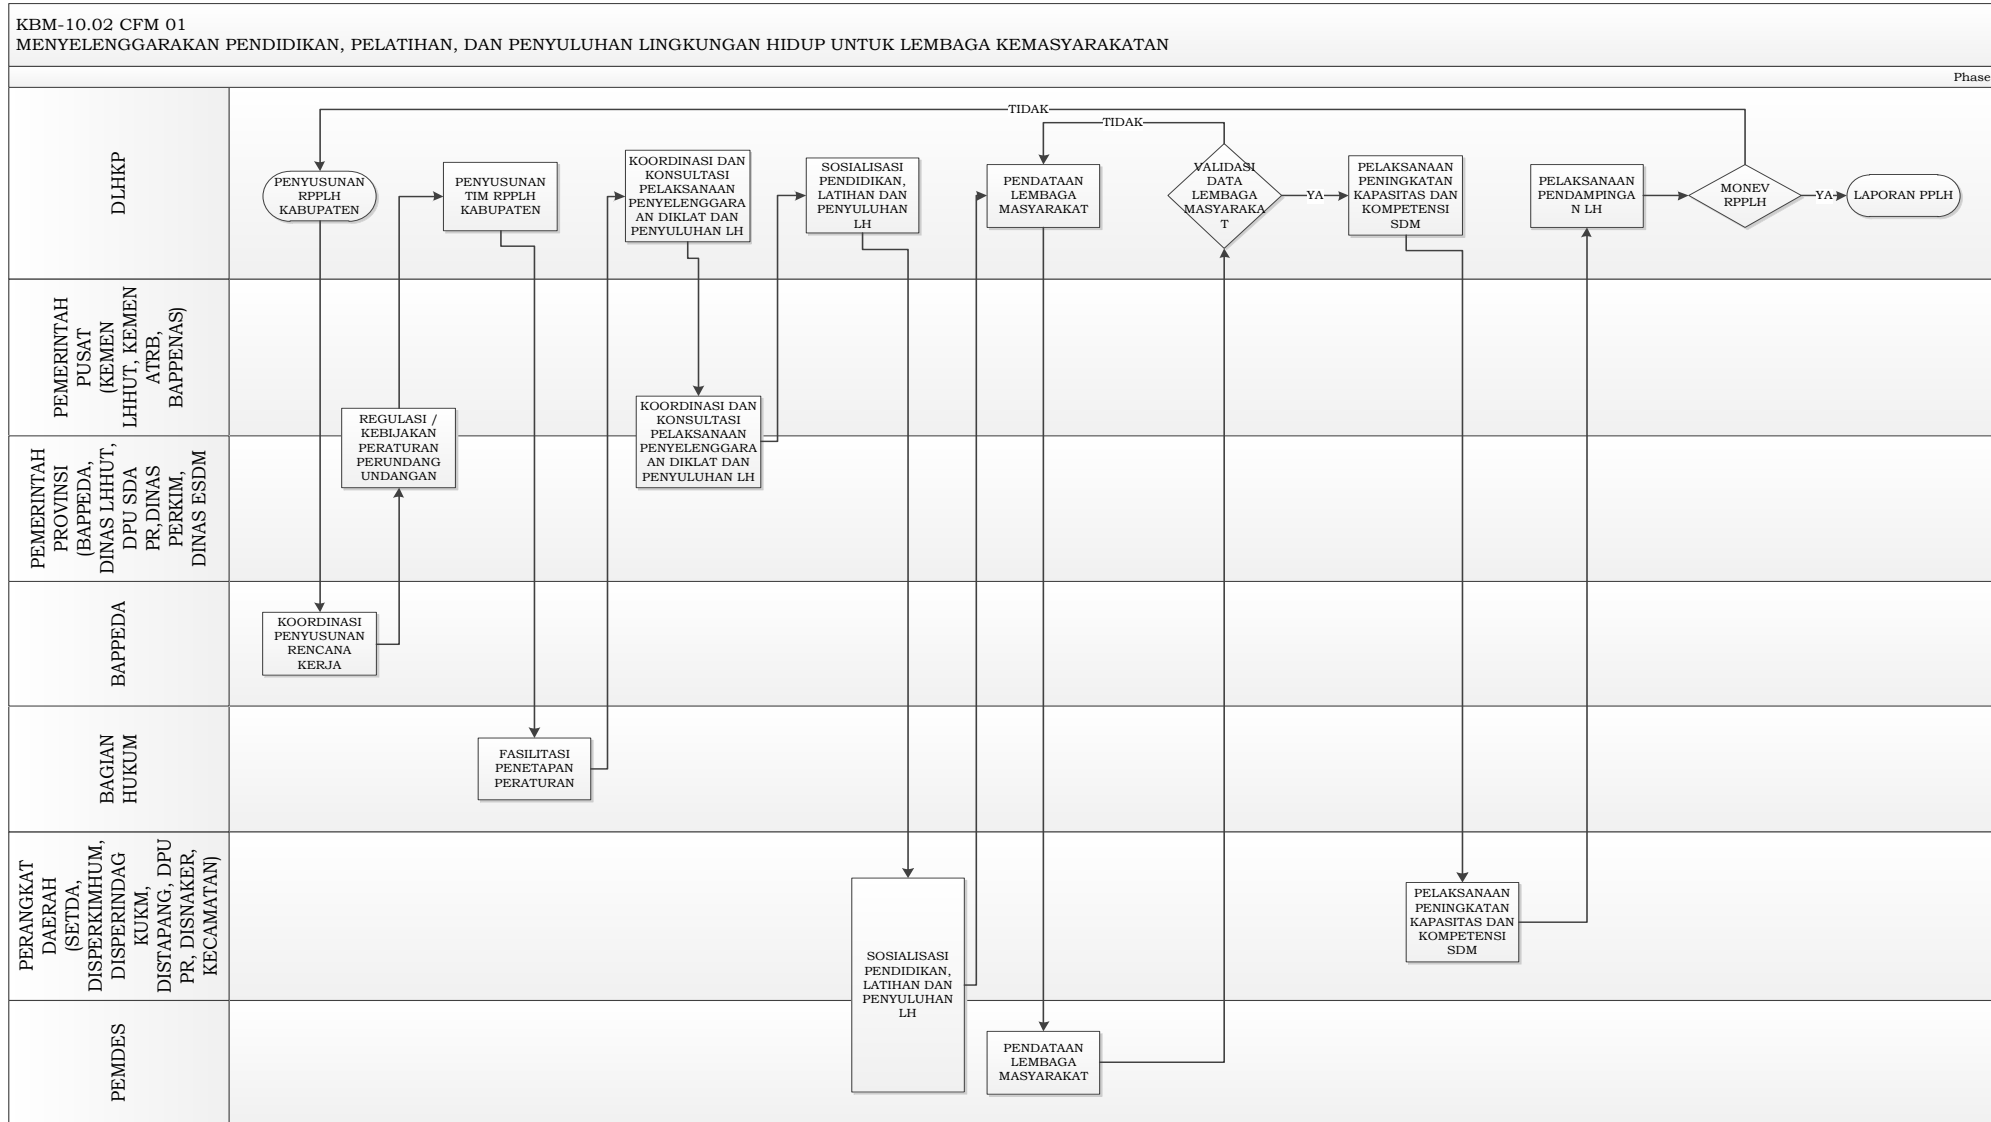 KBM-10.02 CFM 01
MENYELENGGARAKAN PENDIDIKAN, PELATIHAN, DAN PENYULUHAN LINGKUNGAN HIDUP UNTUK LEMBAGA KEMASYARAKATAN
Phase
DLHKP
TIDAK
TIDAK
PENYUSUNAN
RPPLH
KABUPATEN
PENYUSUNAN
TIM RPPLH
KABUPATEN
KOORDINASI DAN
KONSULTASI
PELAKSANAAN
PENYELENGGARA
AN DIKLAT DAN
PENYULUHAN LH
SOSIALISASI
PENDIDIKAN,
LATIHAN DAN
PENYULUHAN
LH
PENDATAAN
LEMBAGA
MASYARAKAT
VALIDASI
DATA
LEMBAGA
MASYARAKA
T
YA
PELAKSANAAN
PENINGKATAN
KAPASITAS DAN
KOMPETENSI
SDM
PELAKSANAAN
PENDAMPINGA
N LH
MONEV
RPPLH
YA
LAPORAN PPLH
PEMERINTAH
PUSAT
(KEMEN
LHHUT, KEMEN
ATRB,
BAPPENAS)
REGULASI /
KEBIJAKAN
PERATURAN
PERUNDANG
UNDANGAN
KOORDINASI DAN
KONSULTASI
PELAKSANAAN
PENYELENGGARA
AN DIKLAT DAN
PENYULUHAN LH
PEMERINTAH
PROVINSI
(BAPPEDA,
DINAS LHHUT,
DPU SDA
PR,DINAS
PERKIM,
DINAS ESDM
BAPPEDA
KOORDINASI
PENYUSUNAN
RENCANA
KERJA
BAGIAN
HUKUM
FASILITASI
PENETAPAN
PERATURAN
PERANGKAT
DAERAH
(SETDA,
DISPERKIMHUM,
DISPERINDAG
KUKM,
DISTAPANG, DPU
PR, DISNAKER,
KECAMATAN)
SOSIALISASI
PENDIDIKAN,
LATIHAN DAN
PENYULUHAN
LH
PELAKSANAAN
PENINGKATAN
KAPASITAS DAN
KOMPETENSI
SDM
PEMDES
PENDATAAN
LEMBAGA
MASYARAKAT